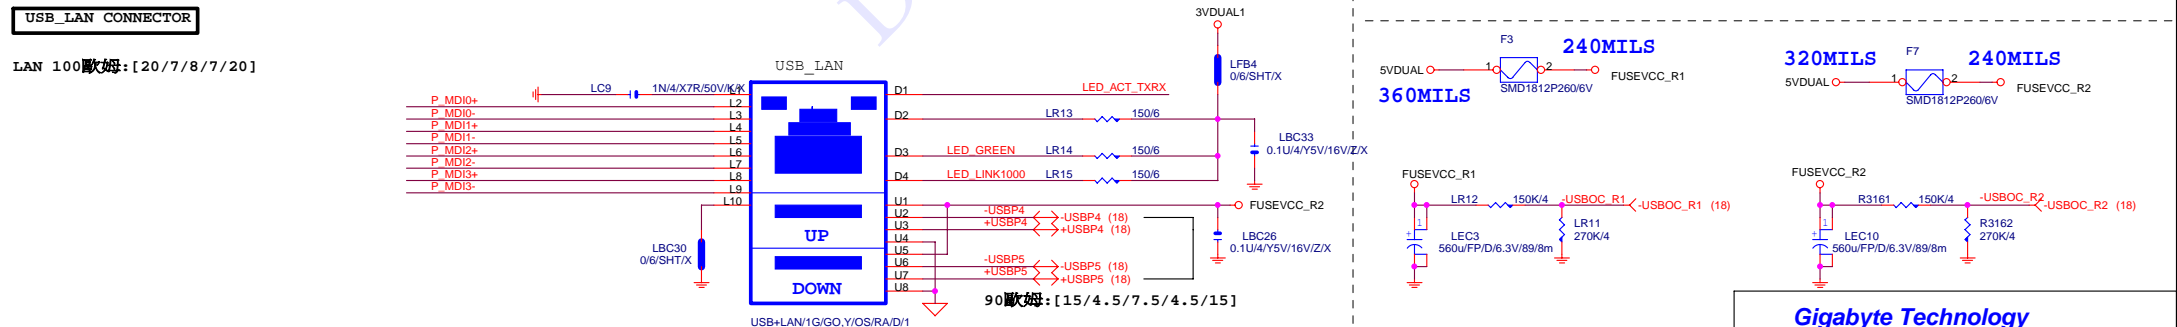 USB_LAN CONNECTOR
LAN 100歐姆:[20/7/8/7/20]
USB_LAN
LC9
1N/4/X7R/50V/K/X
L1
P_MDI0+
L2
P_MDI0-
L3
P_MDI1+
L4
P_MDI1-
L5
P_MDI2+
L6
P_MDI2-
L7
P_MDI3+
L8
P_MDI3-
L9
L10
LBC30
0/6/SHT/X
UP
DOWN
USB+LAN/1G/GO,Y/OS/RA/D/1
3VDUAL1
LFB4
0/6/SHT/X
D1
LED_ACT_TXRX
D2
LR13
150/6
LBC33
0.1U/4/Y5V/16V/Z/X
D3
LED_GREEN
LR14
150/6
D4
LED_LINK1000
LR15
150/6
U1
FUSEVCC_R2
U2
-USBP4
-USBP4 (18)
U3
+USBP4
+USBP4 (18)
U4
U5
LBC26
0.1U/4/Y5V/16V/Z/X
U6
-USBP5
-USBP5 (18)
U7
+USBP5
+USBP5 (18)
U8
90歐姆:[15/4.5/7.5/4.5/15]
F3
240MILS
5VDUAL
1
2
FUSEVCC_R1
SMD1812P260/6V
360MILS
320MILS
F7
240MILS
5VDUAL
1
2
FUSEVCC_R2
SMD1812P260/6V
FUSEVCC_R1
LR12
150K/4
-USBOC_R1
-USBOC_R1 (18)
1
+
LEC3
560u/FP/D/6.3V/89/8m
LR11
270K/4
FUSEVCC_R2
R3161
150K/4
-USBOC_R2
-USBOC_R2 (18)
1
+
LEC10
560u/FP/D/6.3V/89/8m
R3162
270K/4
Gigabyte Technology